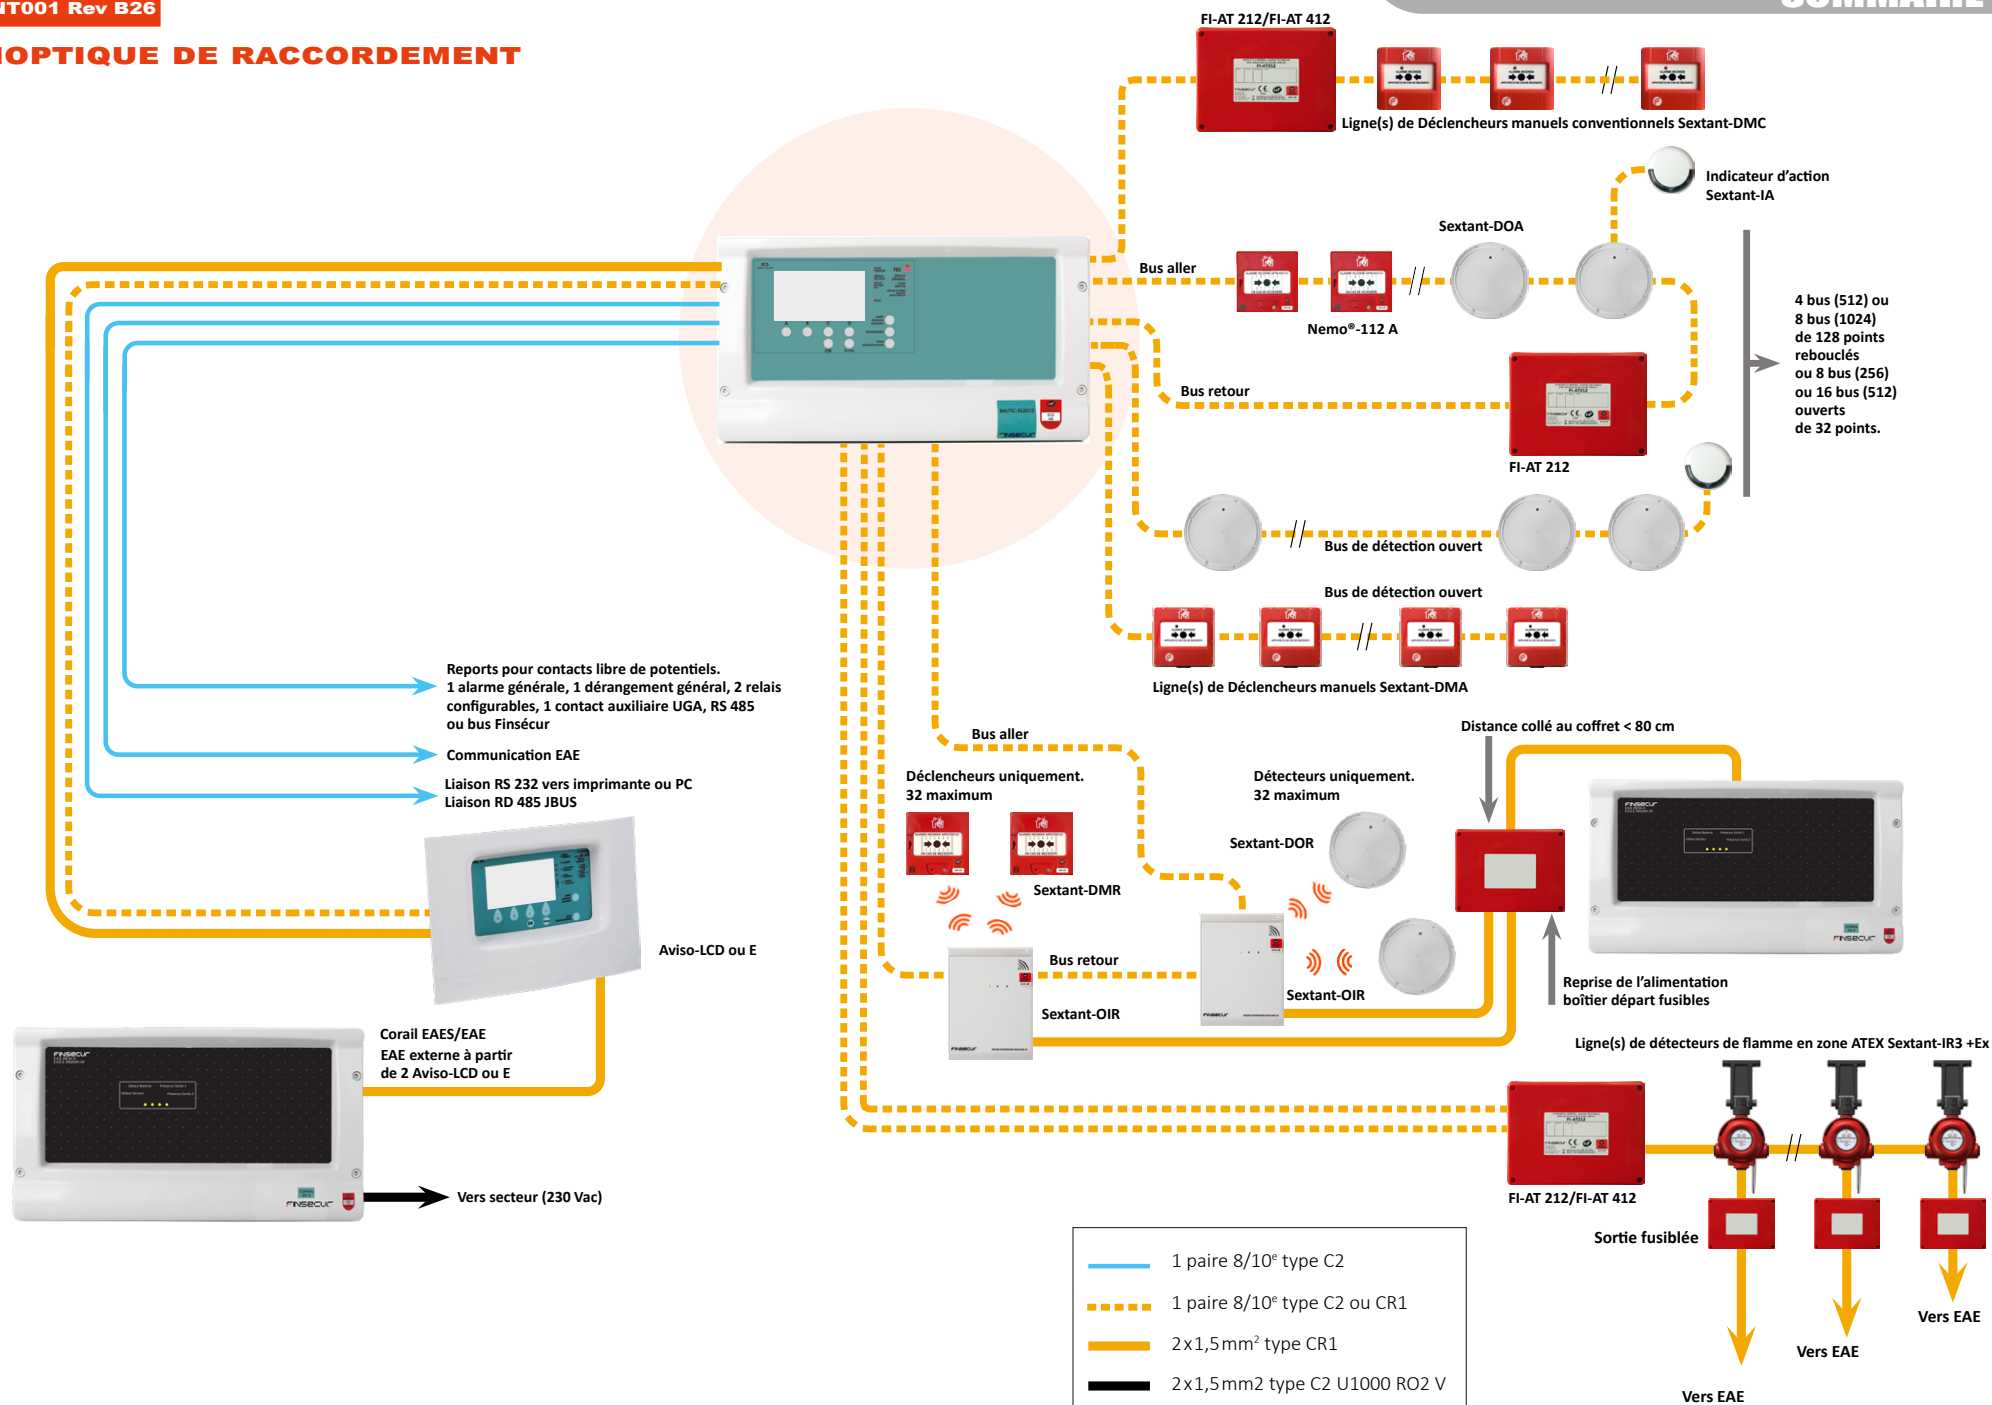 NT001 Rev B26
SOMMAIRE
IOPTIQUE DE RACCORDEMENT
FI-AT 212/FI-AT 412
Ligne(s) de Déclencheurs manuels conventionnels Sextant-DMC
Indicateur d'action
Sextant-IA
Sextant-DOA
Bus aller
Nemo®-112 A
4 bus (512) ou
8 bus (1024)
de 128 points
rebouclés
ou 8 bus (256)
ou 16 bus (512)
ouverts
de 32 points.
Bus retour
FI-AT 212
Bus de détection ouvert
Bus de détection ouvert
Ligne(s) de Déclencheurs manuels Sextant-DMA
Reports pour contacts libre de potentiels.
1 alarme générale, 1 dérangement général, 2 relais
configurables, 1 contact auxiliaire UGA, RS 485
ou bus Finsécur
Communication EAE
Liaison RS 232 vers imprimante ou PC
Liaison RD 485 JBUS
Bus aller
Distance collé au coffret < 80 cm
Déclencheurs uniquement.
32 maximum
Détecteurs uniquement.
32 maximum
Sextant-DOR
Sextant-DMR
Aviso-LCD ou E
Bus retour
Sextant-OIR
Sextant-OIR
Reprise de l'alimentation
boîtier départ fusibles
Corail EAES/EAE
EAE externe à partir
de 2 Aviso-LCD ou E
Ligne(s) de détecteurs de flamme en zone ATEX Sextant-IR3 +Ex
FI-AT 212/FI-AT 412
Vers secteur (230 Vac)
Sortie fusiblée
Vers EAE
Vers EAE
Vers EAE
1 paire 8/10e type C2
1 paire 8/10e type C2 ou CR1
2x1,5mm² type CR1
2x1,5mm2 type C2 U1000 RO2 V